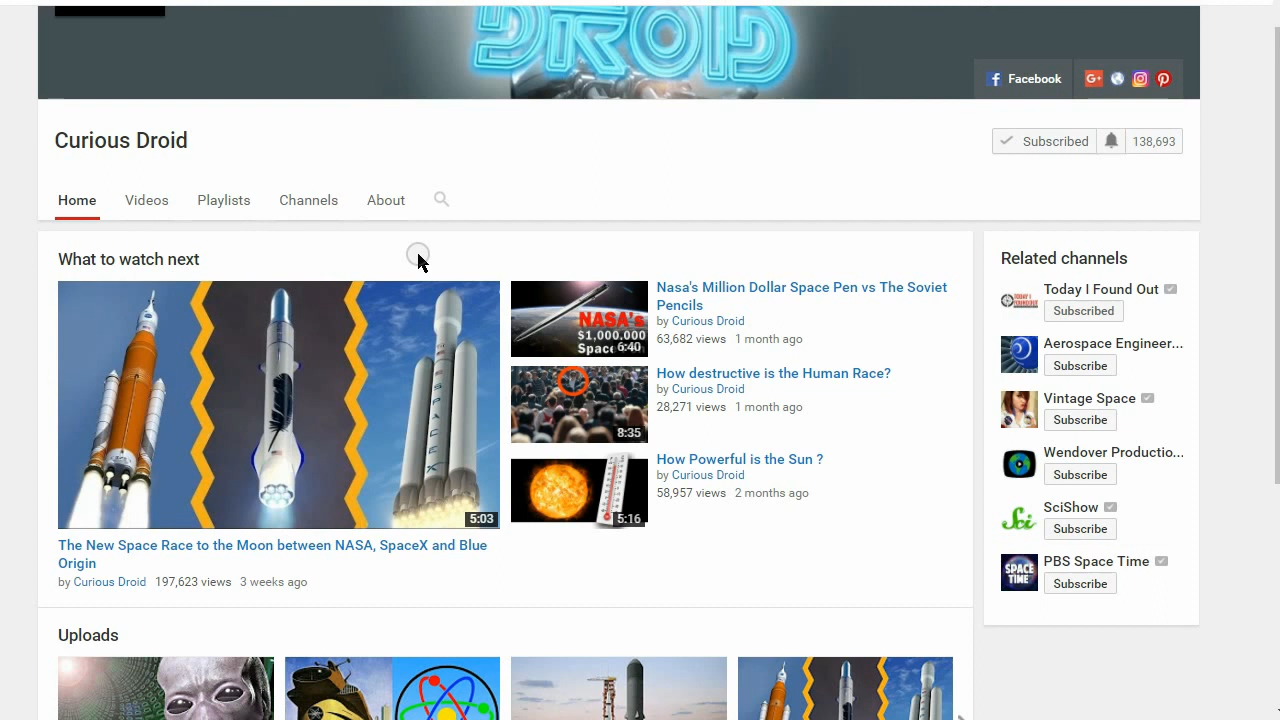 DROID
Facebook
Curious Droid
Subscribed
138,693
Home Videos Playlists Channels About
What to watch next
5:03
The New Space Race to the Moon between NASA, SpaceX and Blue
Origin
by Curious Droid 197,623 views 3 weeks ago
NASA's
$1,000,000
Space
6:40
Nasa's Million Dollar Space Pen vs The Soviet
Pencils
by Curious Droid
63,682 views 1 month ago
8:35
How destructive is the Human Race?
by Curious Droid
28,271 views 1 month ago
5:16
How Powerful is the Sun ?
by Curious Droid
58,957 views 2 months ago
Uploads
Related channels
Today I Found Out
Subscribed
Aerospace Engineer...
Subscribe
Vintage Space
Subscribe
Wendover Productio...
Subscribe
Sci
SciShow
Subscribe
SPACE
TIME
PBS Space Time
Subscribe